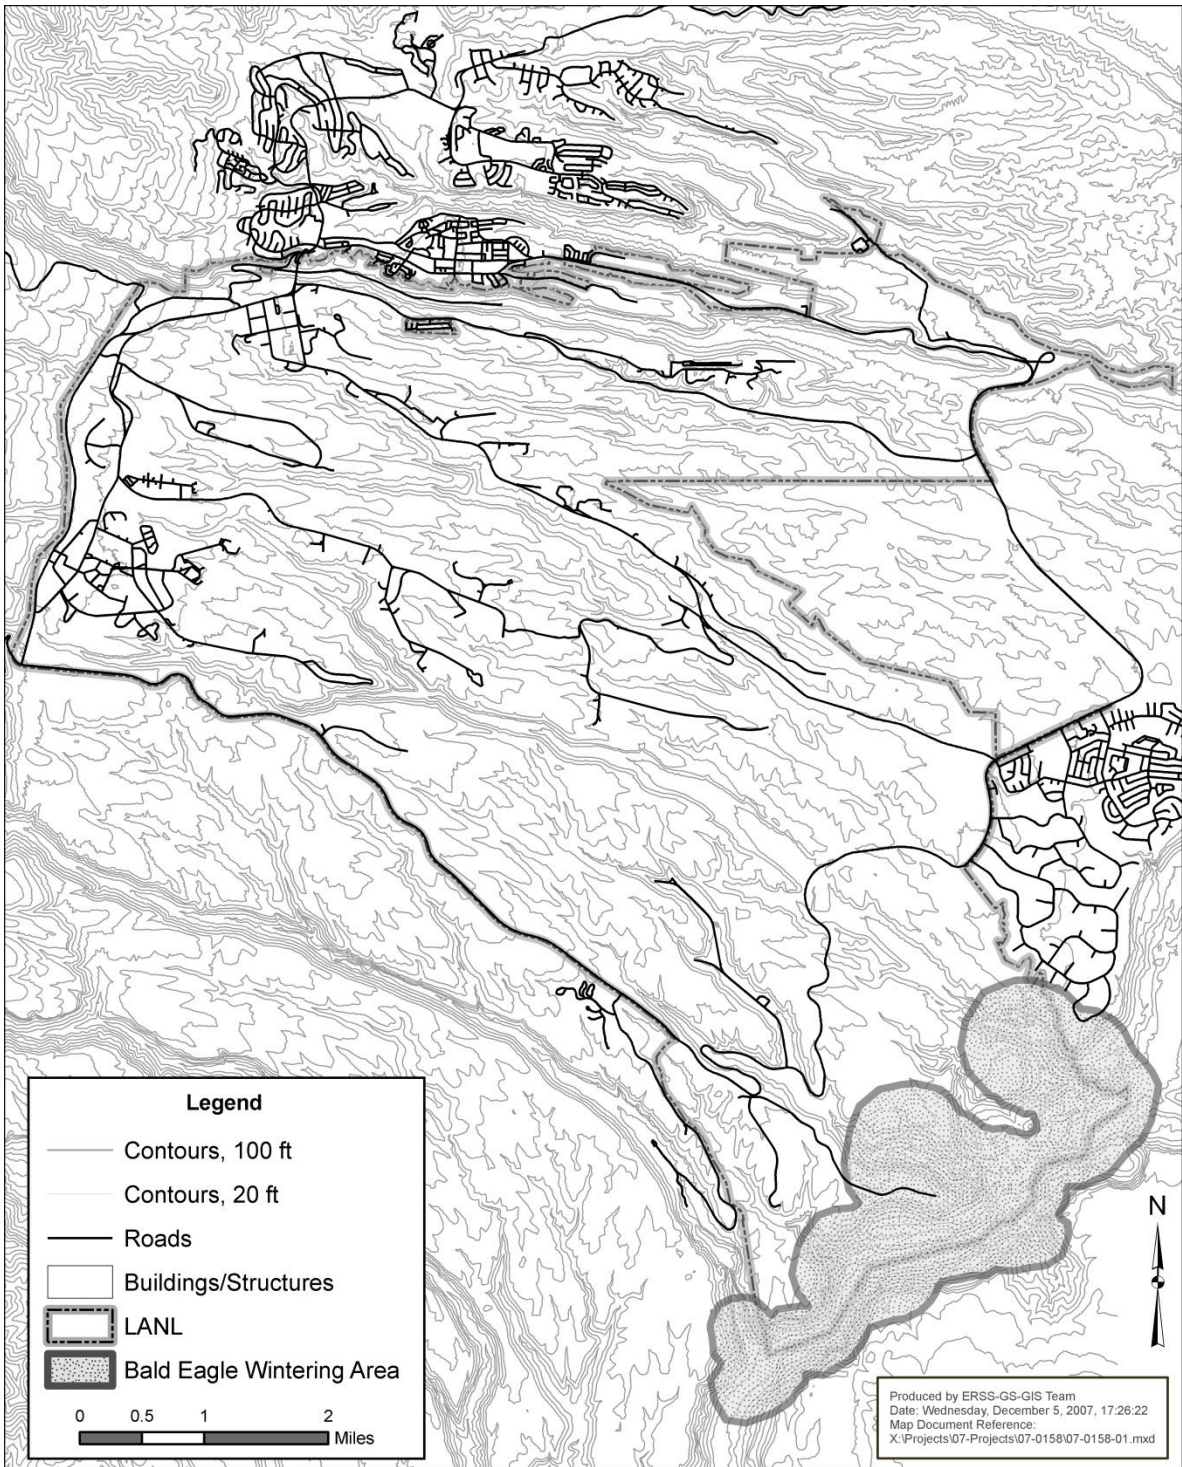 N
Legend
Contours, 100 ft
Contours, 20 ft
Roads
Buildings/Structures
LANL
Bald Eagle Wintering Area
0 0.5 1 2
Miles
Produced by ERSS-GS-GIS Team
Date: Wednesday, December 5, 2007, 17:26:22
Map Document Reference:
X:\Projects\07-Projects\07-0158\07-0158-01.mxd